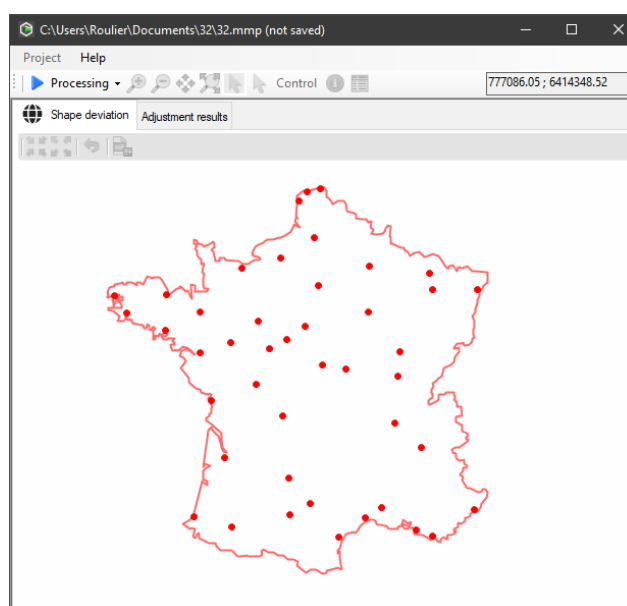 C:\Users\Roulier\Documents\32\32.mmp (not saved)
Project Help
Processing Control 777086.05 ; 6414348.52
Shape deviation Adjustment results